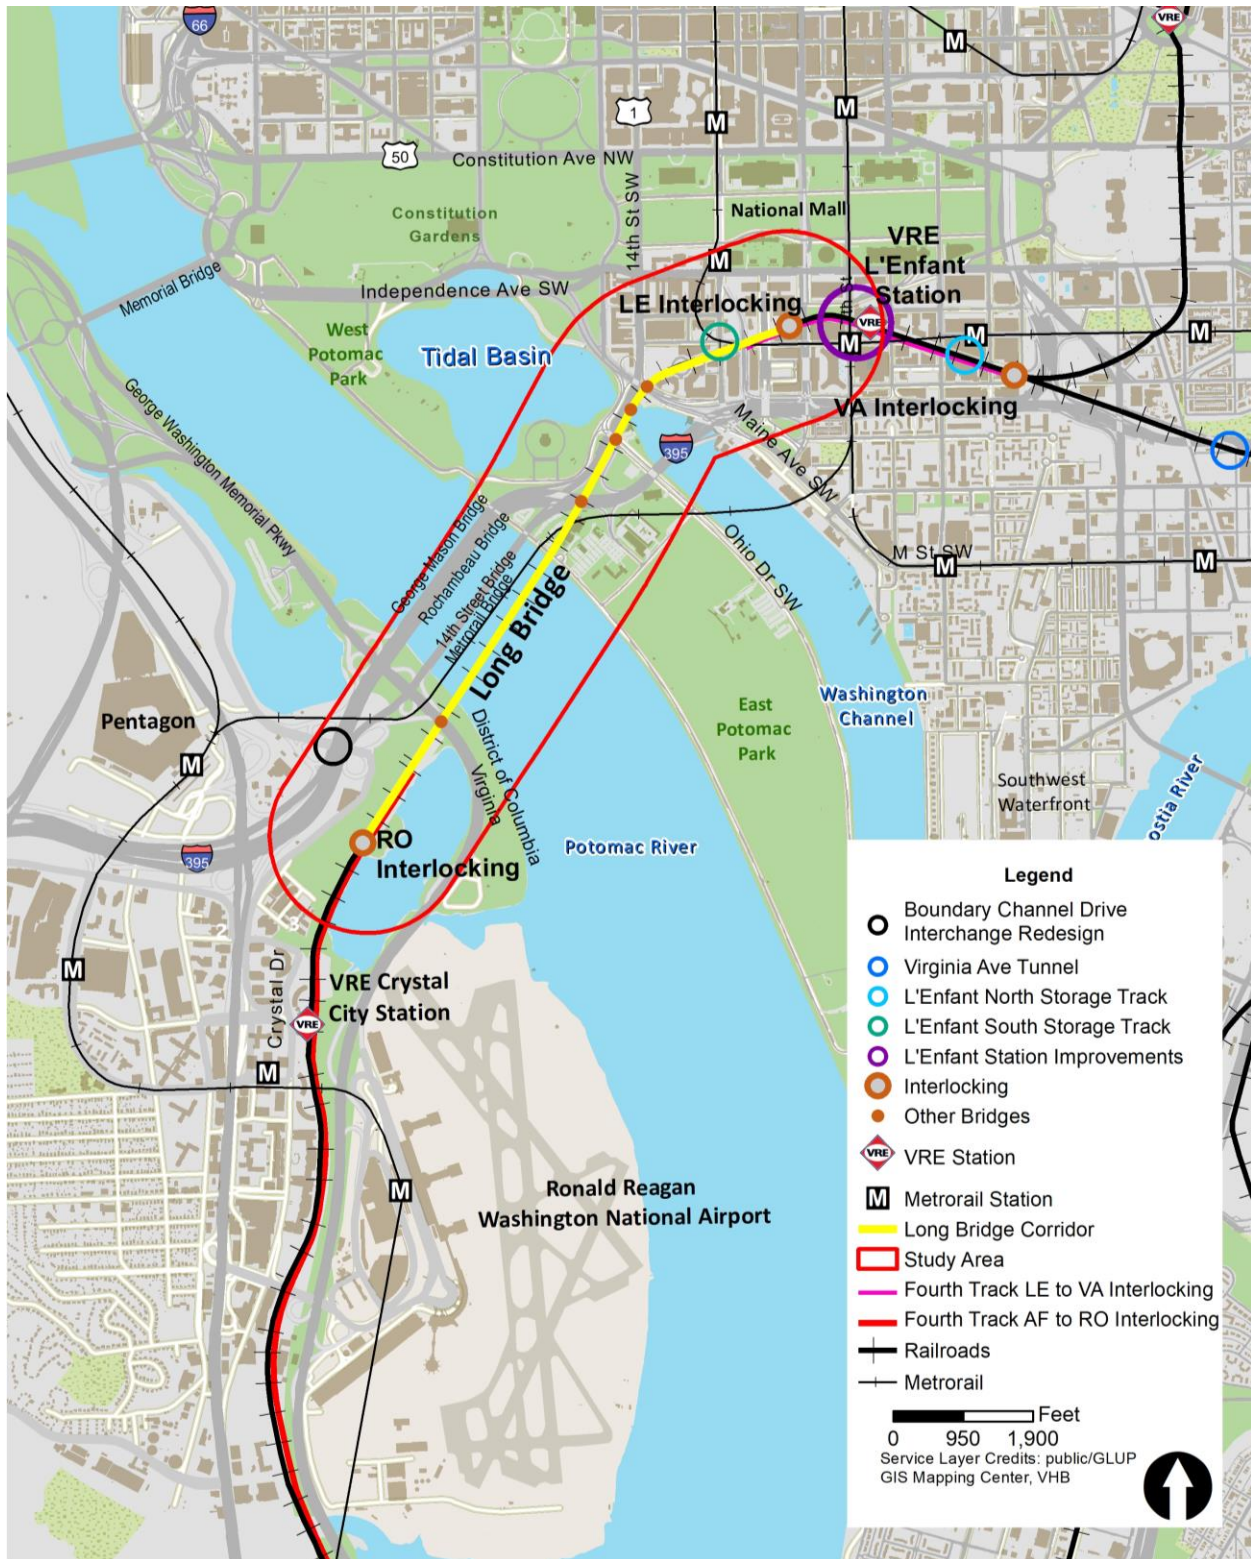 66
VRE
M
1
M
M
50
Constitution Ave NW
14th St SW
National Mall
Constitution
Gardens
VRE
L'Enfant
Station
M
Memorial Bridge
Independence Ave SW
LE Interlocking
th St
West
Potomac
Park
Tidal Basin
VRE
M
M
M
VA Interlocking
Maine Ave SW
395
George Washington Memorial Pkwy
George Mason Bridge
Rochambeau Bridge
14th Street Bridge
Metrorail Bridge
Long Bridge
Ohio Dr SW
M St SW
M
M
Pentagon
M
District of Columbia
Virginia
East
Potomac
Park
Washington
Channel
Southwest
Waterfront
ostia River
RO
Interlocking
Potomac River
395
2
3
M
Crystal Dr
VRE Crystal
City Station
VRE
M
M
Ronald Reagan
Washington National Airport
Legend
Boundary Channel Drive
Interchange Redesign
Virginia Ave Tunnel
L'Enfant North Storage Track
L'Enfant South Storage Track
L'Enfant Station Improvements
Interlocking
Other Bridges
VRE VRE Station
M Metrorail Station
Long Bridge Corridor
Study Area
Fourth Track LE to VA Interlocking
Fourth Track AF to RO Interlocking
Railroads
Metrorail
Feet
0 950 1,900
Service Layer Credits: public/GLUP
GIS Mapping Center, VHB